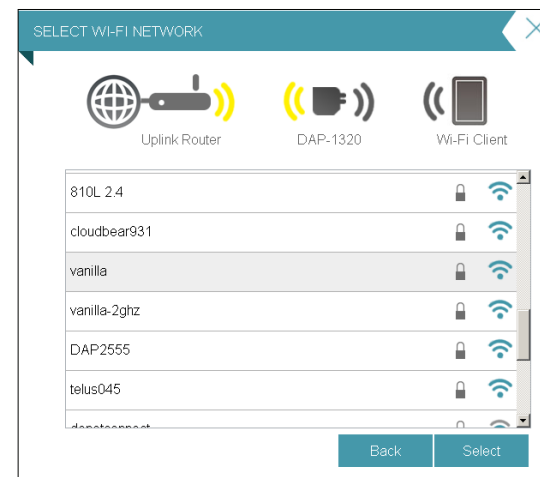 SELECT WI-FI NETWORK
Uplink Router DAP-1320 Wi-Fi Client
810L 2.4
cloudbear931
vanilla
vanilla-2ghz
DAP2555
telus045
Back Select